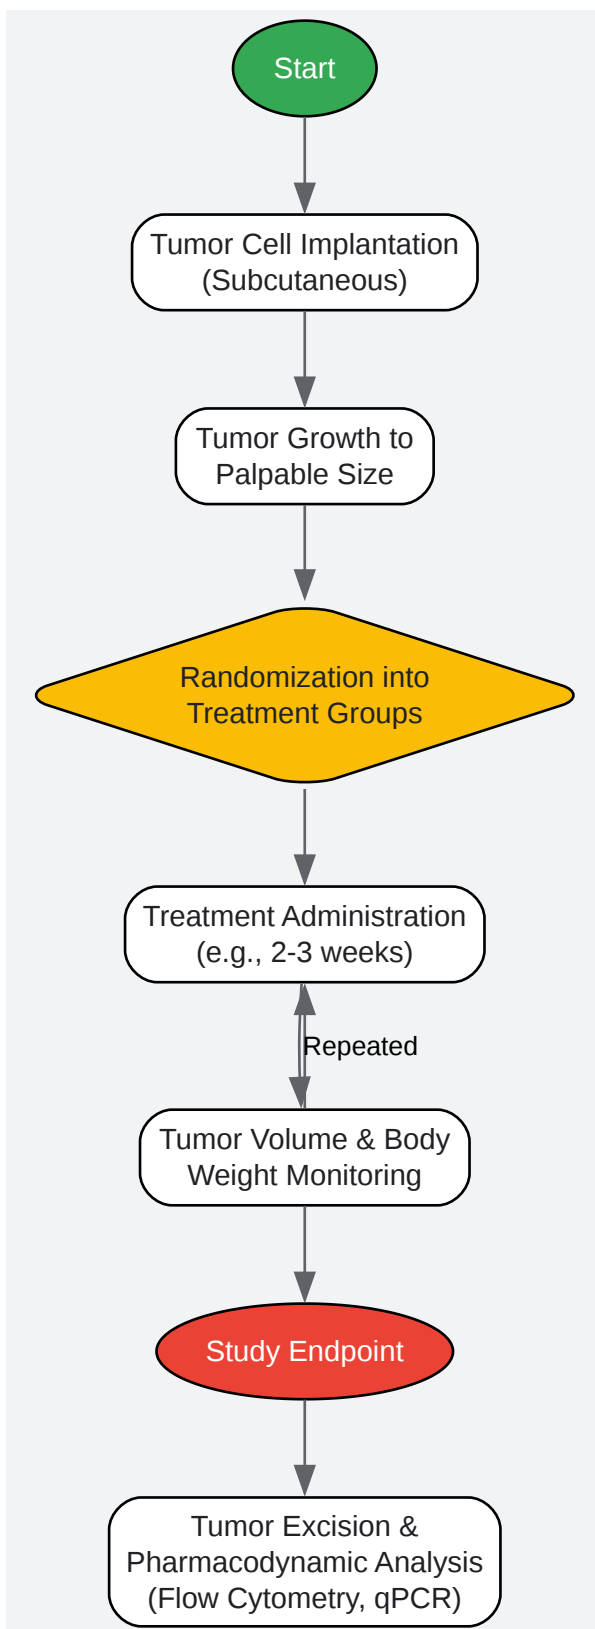 Start
Tumor Cell Implantation
(Subcutaneous)
Tumor Growth to
Palpable Size
Randomization into
Treatment Groups
Treatment Administration
(e.g., 2-3 weeks)
Repeated
Tumor Volume & Body
Weight Monitoring
Study Endpoint
Tumor Excision &
Pharmacodynamic Analysis
(Flow Cytometry, qPCR)